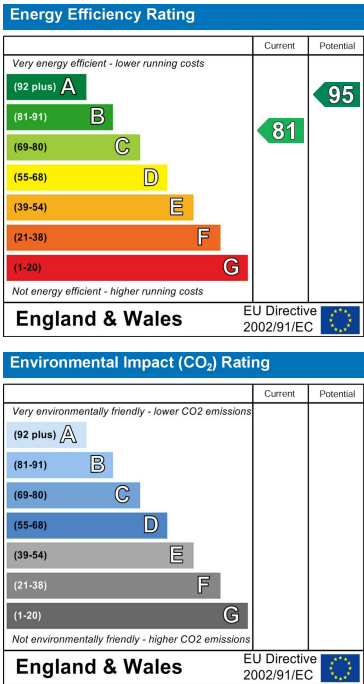 Energy Efficiency Rating
Current Potential
Very energy efficient - lower running costs
(92 plus) A
(81-91) B
(69-80) C
(55-68) D
(39-54) E
(21-38) F
(1-20) G
81
95
Not energy efficient - higher running costs
England & Wales
EU Directive
2002/91/EC
Environmental Impact (CO₂) Rating
Current Potential
Very environmentally friendly - lower CO2 emissions
(92 plus) A
(81-91) B
(69-80) C
(55-68) D
(39-54) E
(21-38) F
(1-20) G
Not environmentally friendly - higher CO2 emissions
England & Wales
EU Directive
2002/91/EC